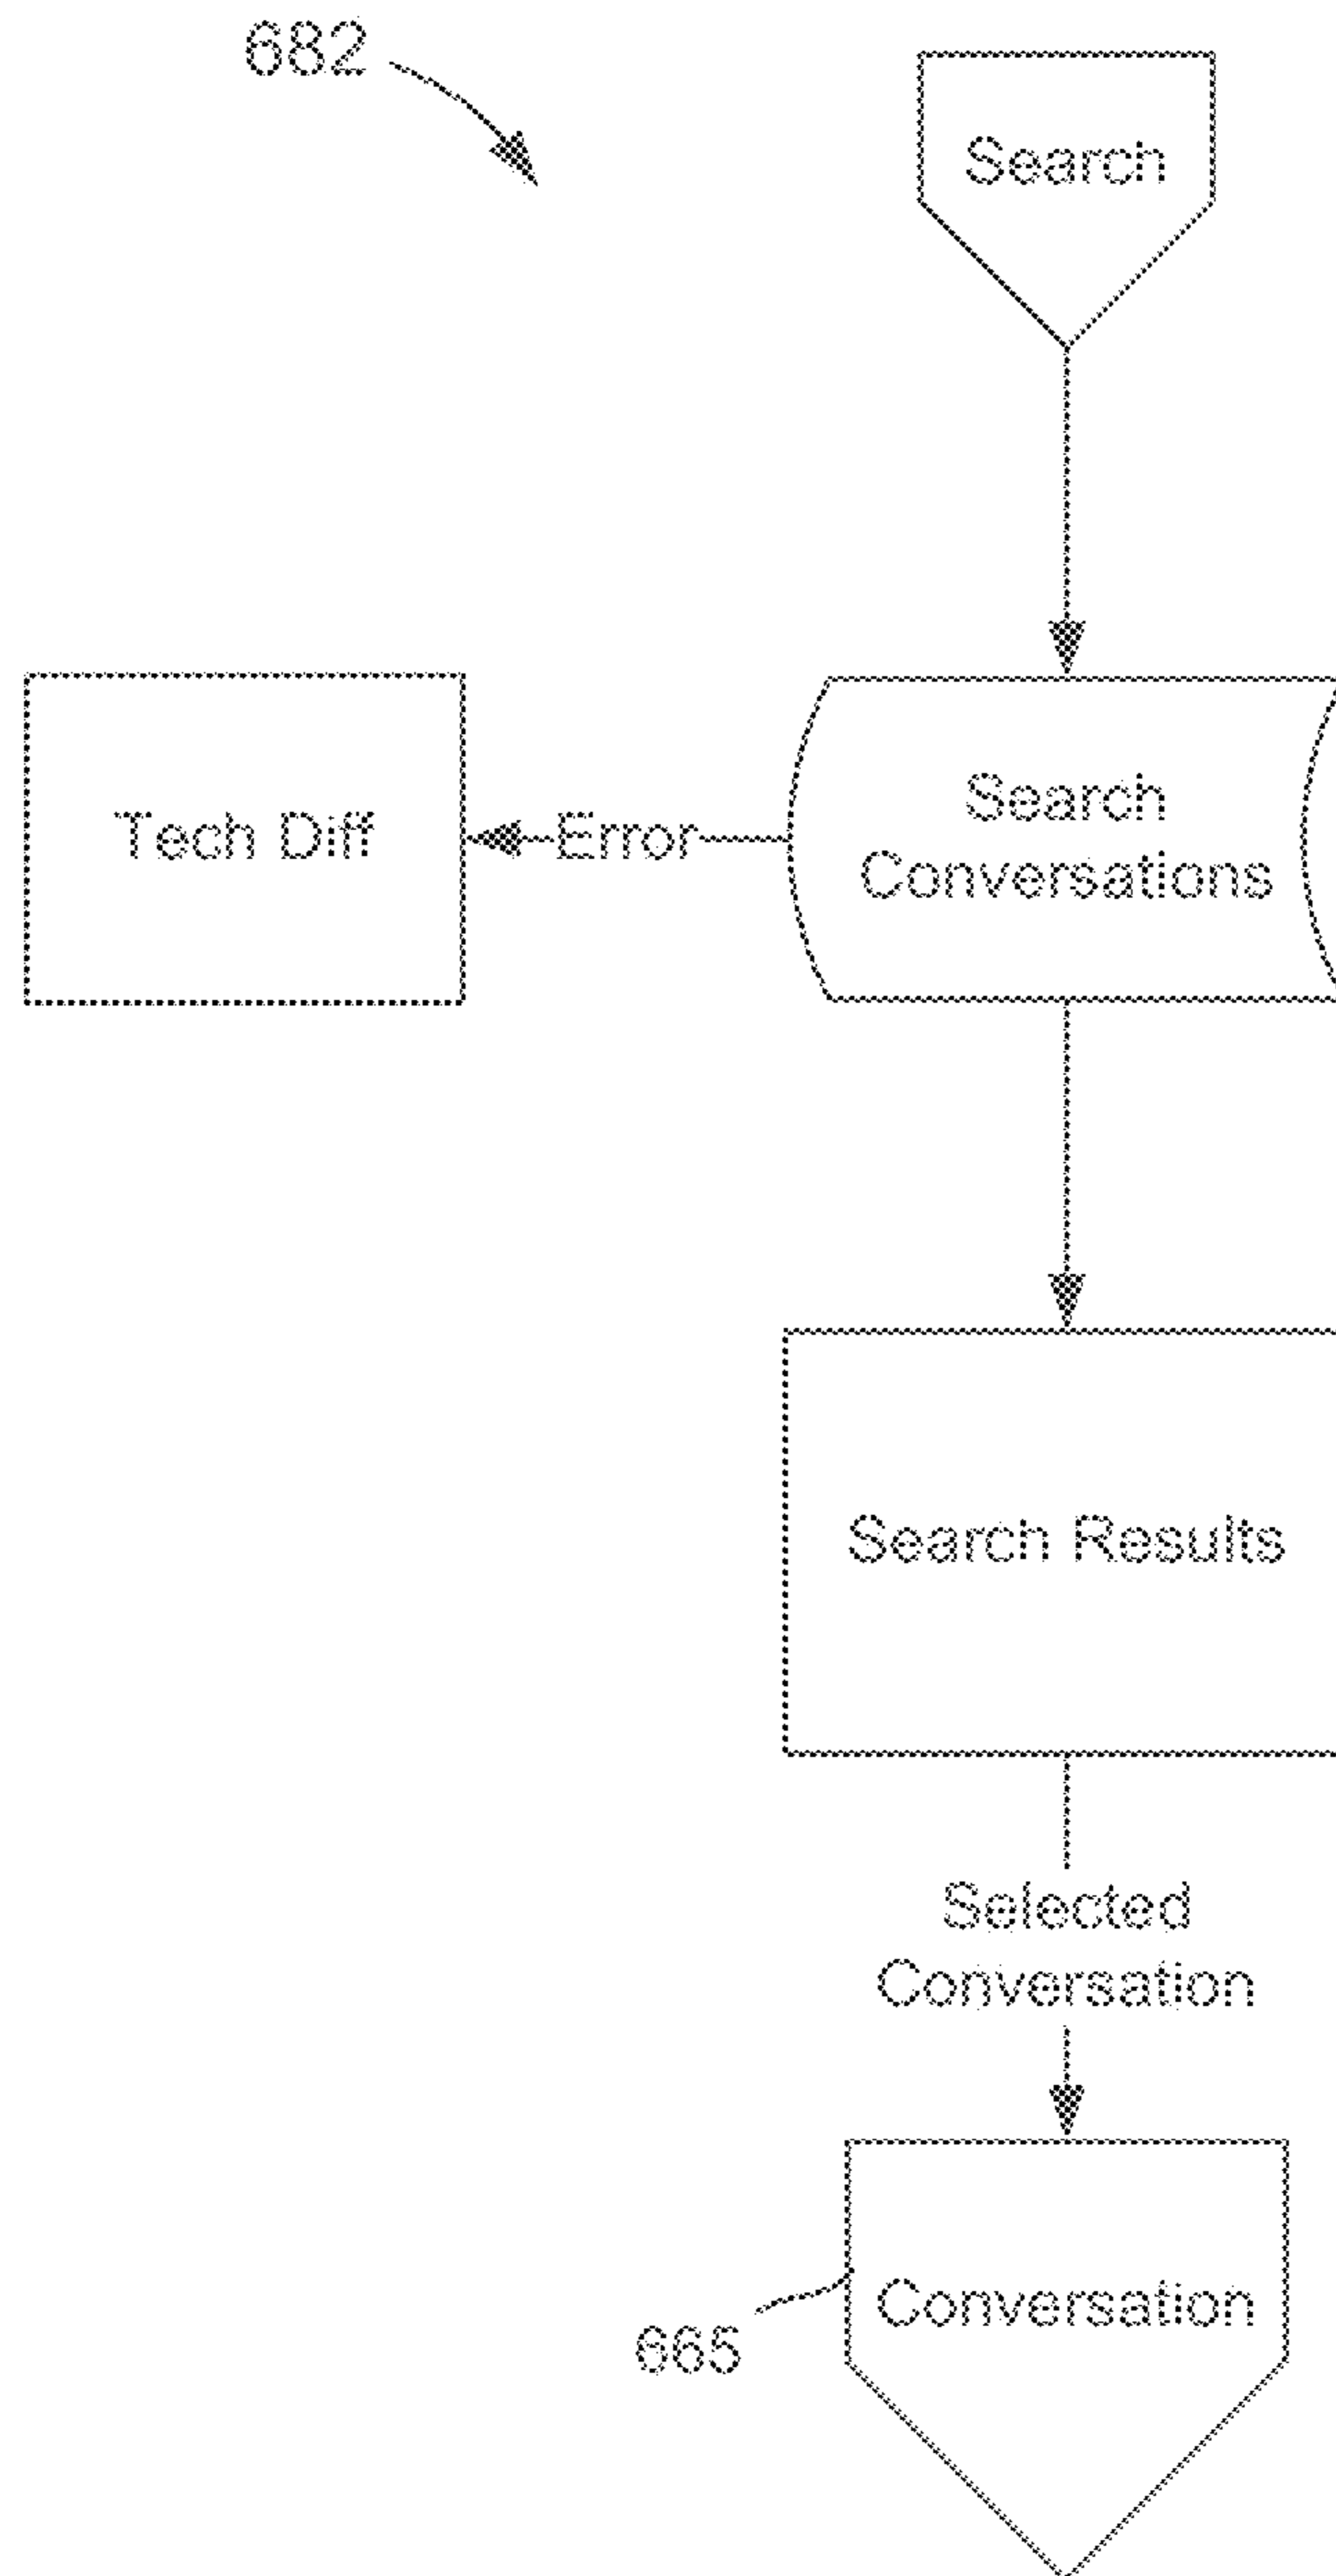 682
Search
Search
Conversations
Error
Tech Diff
Search Results
Selected
Conversation
Conversation
665